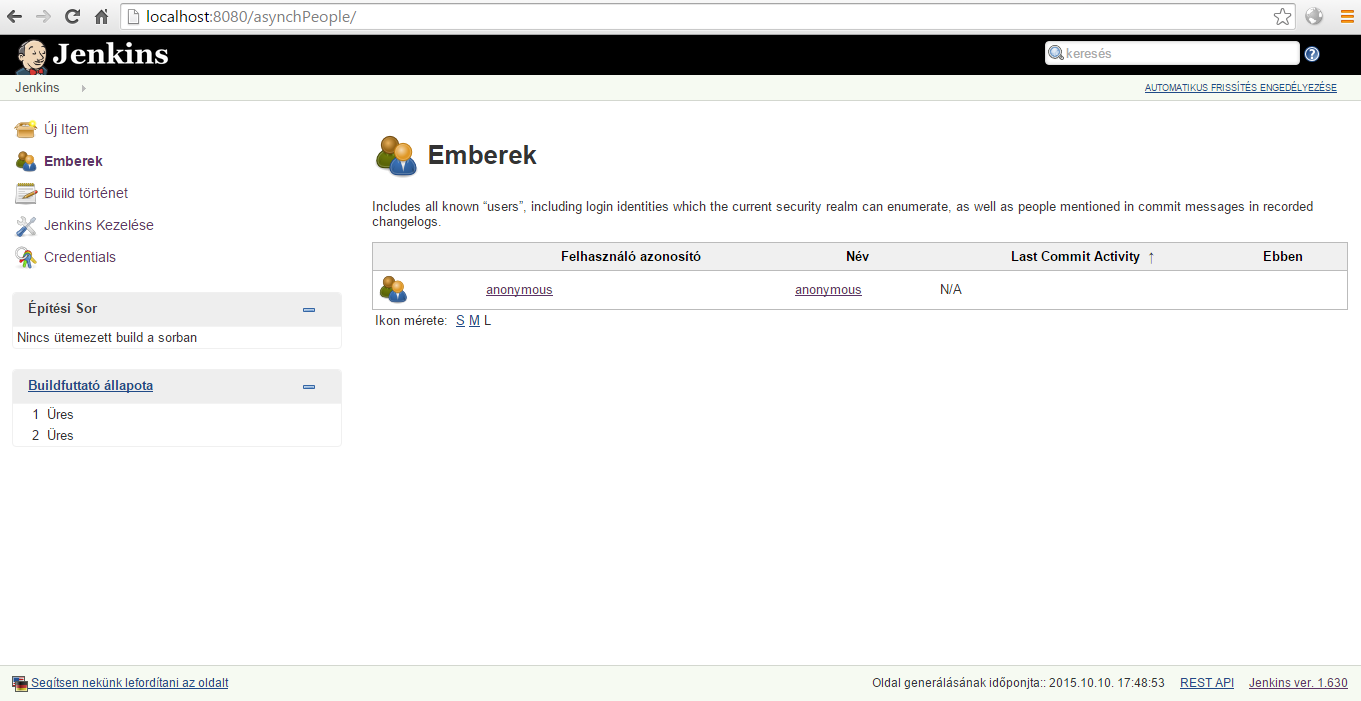 localhost:8080/asynchPeople/
Jenkins
keresés
Jenkins
AUTOMATIKUS FRISSÍTÉS ENGEDÉLYEZÉSE
Új Item
Emberek
Build történet
Jenkins Kezelése
Credentials
Építési Sor
Nincs ütemezett build a sorban
Buildfuttató állapota
1 Üres
2 Üres
Emberek
Includes all known “users”, including login identities which the current security realm can enumerate, as well as people mentioned in commit messages in recorded
changelogs.
Felhasználó azonosító Név Last Commit Activity ↑ Ebben
anonymous anonymous N/A
Ikon mérete: S M L
Segítsen nekünk lefordítani az oldalt
Oldal generálásának időponjta:: 2015.10.10. 17:48:53 REST API Jenkins ver. 1.630